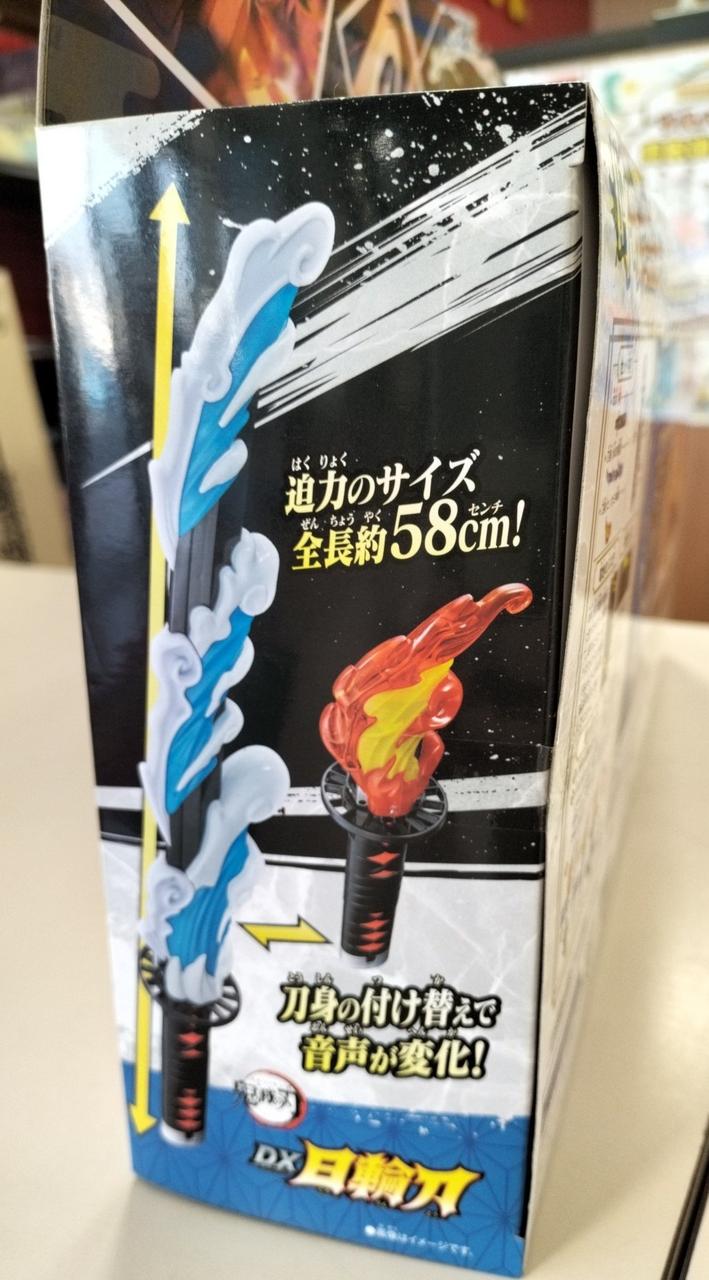 迫力のサイズ
はくりょく
全長約58cm!
ぜんちょうやく
センチ
刀身の付け替えで
とうしん つ か
音声が変化!
おんせい へんか
鬼滅刃
DX 日輪刀
●画像はイメージです。